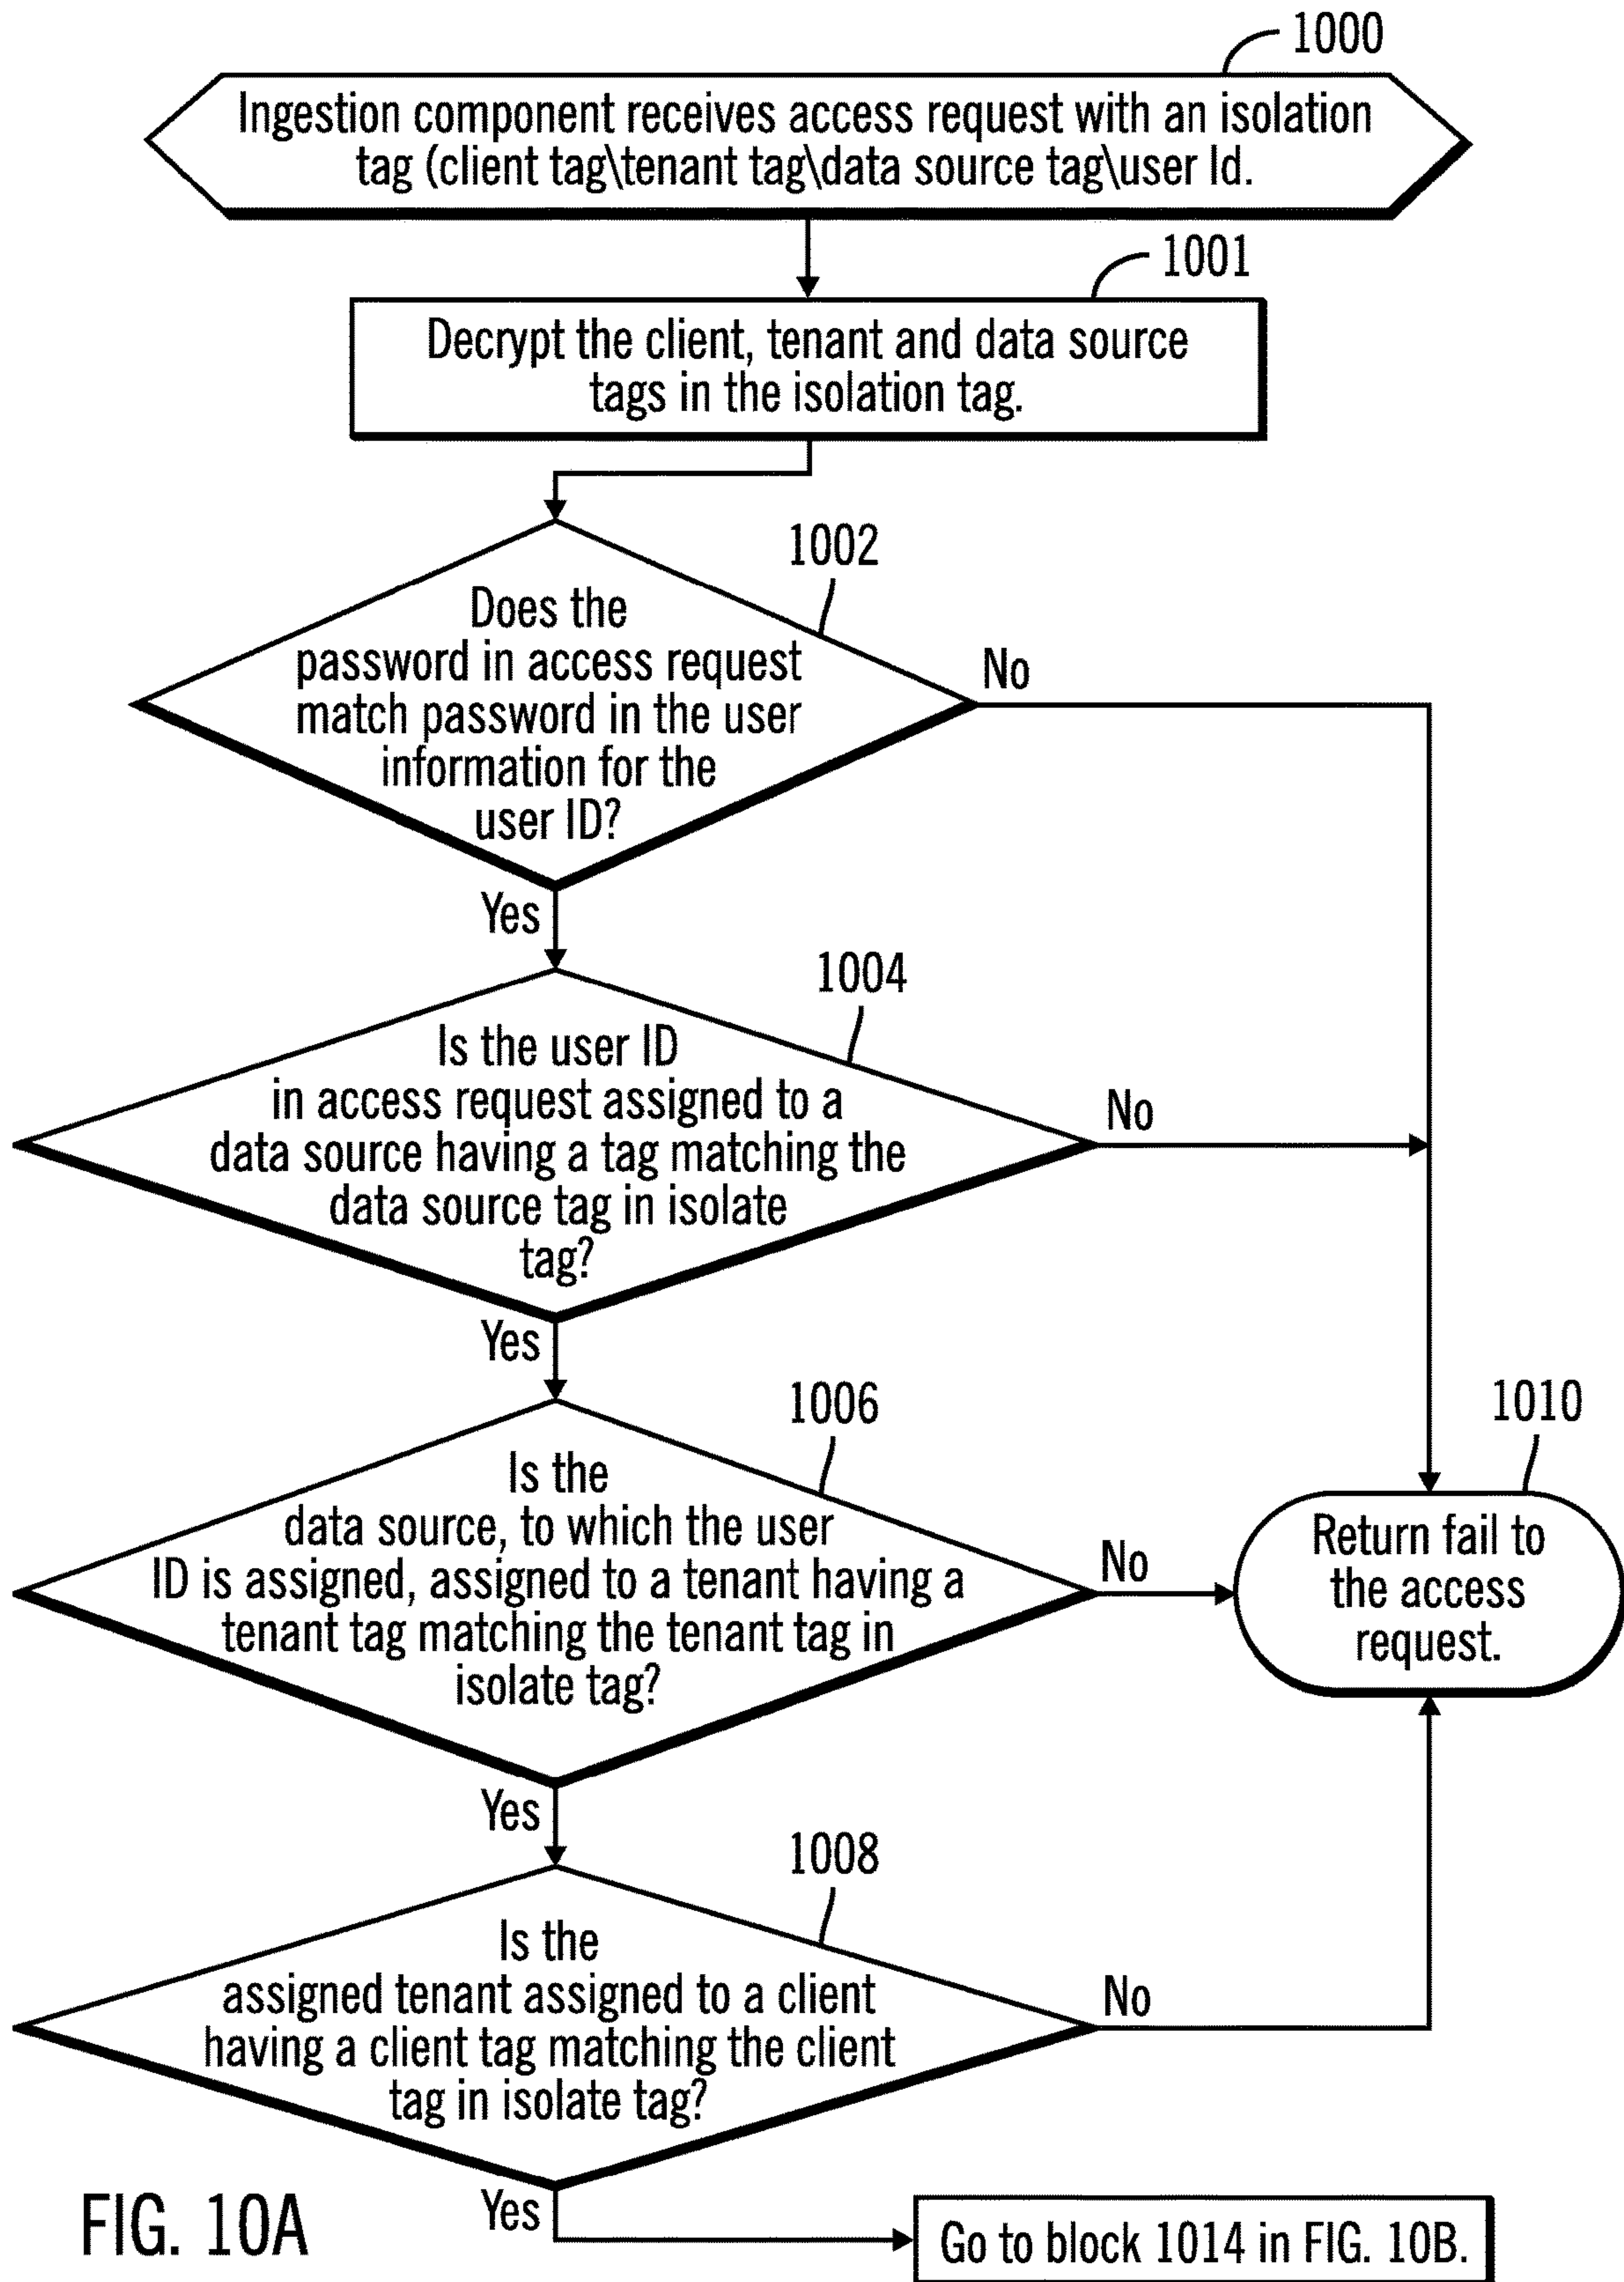 1000
Ingestion component receives access request with an isolation
tag (client tag\tenant tag\data source tag\user Id.
1001
Decrypt the client, tenant and data source
tags in the isolation tag.
1002
Does the
password in access request
match password in the user
information for the
user ID?
No
Yes
1004
Is the user ID
in access request assigned to a
data source having a tag matching the
data source tag in isolate
tag?
No
Yes
1006
Is the
data source, to which the user
ID is assigned, assigned to a tenant having a
tenant tag matching the tenant tag in
isolate tag?
No
1010
Return fail to
the access
request.
Yes
1008
Is the
assigned tenant assigned to a client
having a client tag matching the client
tag in isolate tag?
No
Yes
Go to block 1014 in FIG. 10B.
FIG. 10A